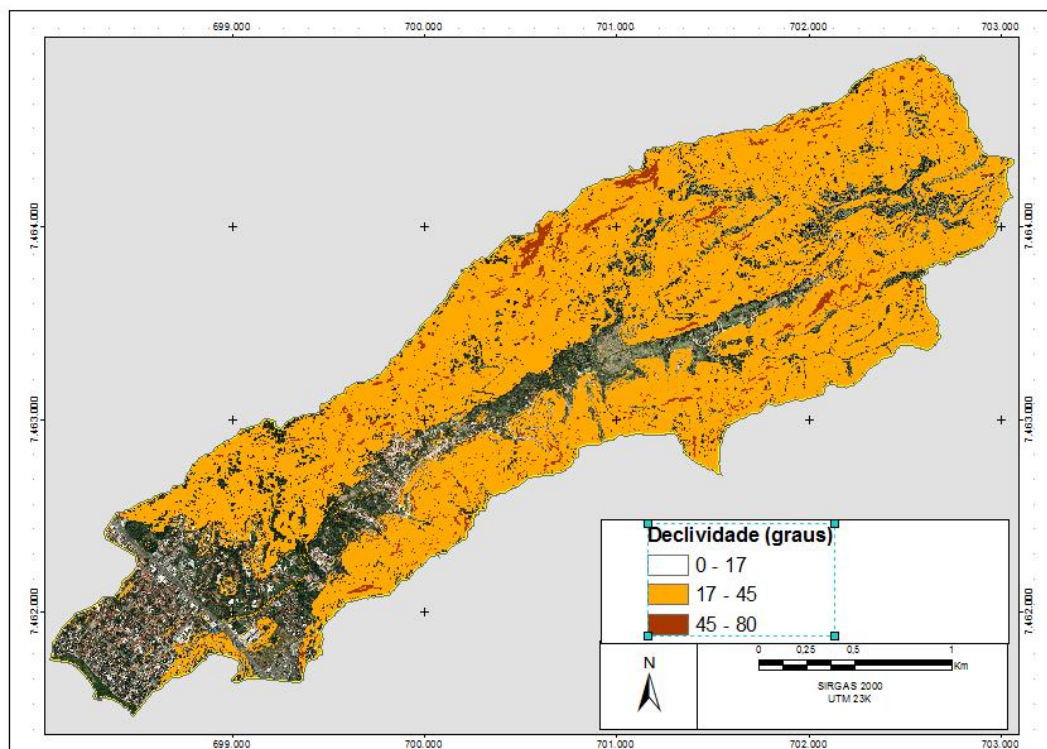 699.000 700.000 701.000 702.000 703.000
7.464.000 7.464.000
7.463.000 7.463.000
7.462.000 7.462.000
Declividade (graus)
0 - 17
17 - 45
45 - 80
N
0 0,25 0,5 1
Km
SIRGAS 2000
UTM 23K
699.000 700.000 701.000 702.000 703.000